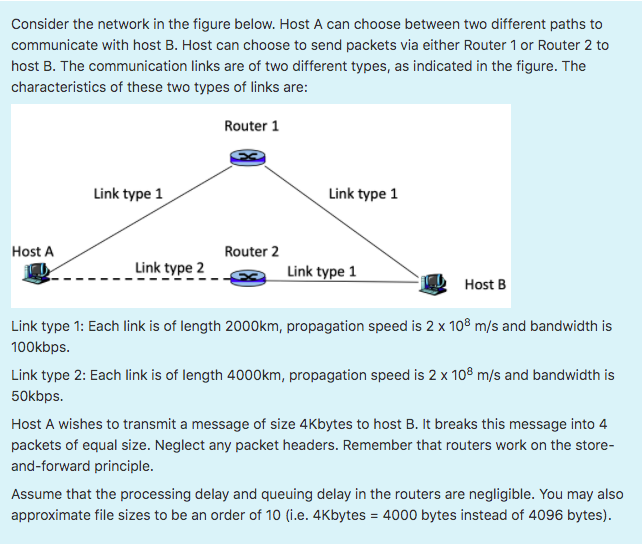 Consider the network in the figure below. Host A can choose between two different paths to
communicate with host B. Host can choose to send packets via either Router 1 or Router 2 to
host B. The communication links are of two different types, as indicated in the figure. The
characteristics of these two types of links are:
Router 1
Link type 1
Link type 1
Host A
Router 2
Link type 2
Link type 1
Host B
Link type 1: Each link is of length 2000km, propagation speed is 2 x 10⁸ m/s and bandwidth is
100kbps.
Link type 2: Each link is of length 4000km, propagation speed is 2 x 10⁸ m/s and bandwidth is
50kbps.
Host A wishes to transmit a message of size 4Kbytes to host B. It breaks this message into 4
packets of equal size. Neglect any packet headers. Remember that routers work on the store-
and-forward principle.
Assume that the processing delay and queuing delay in the routers are negligible. You may also
approximate file sizes to be an order of 10 (i.e. 4Kbytes = 4000 bytes instead of 4096 bytes).